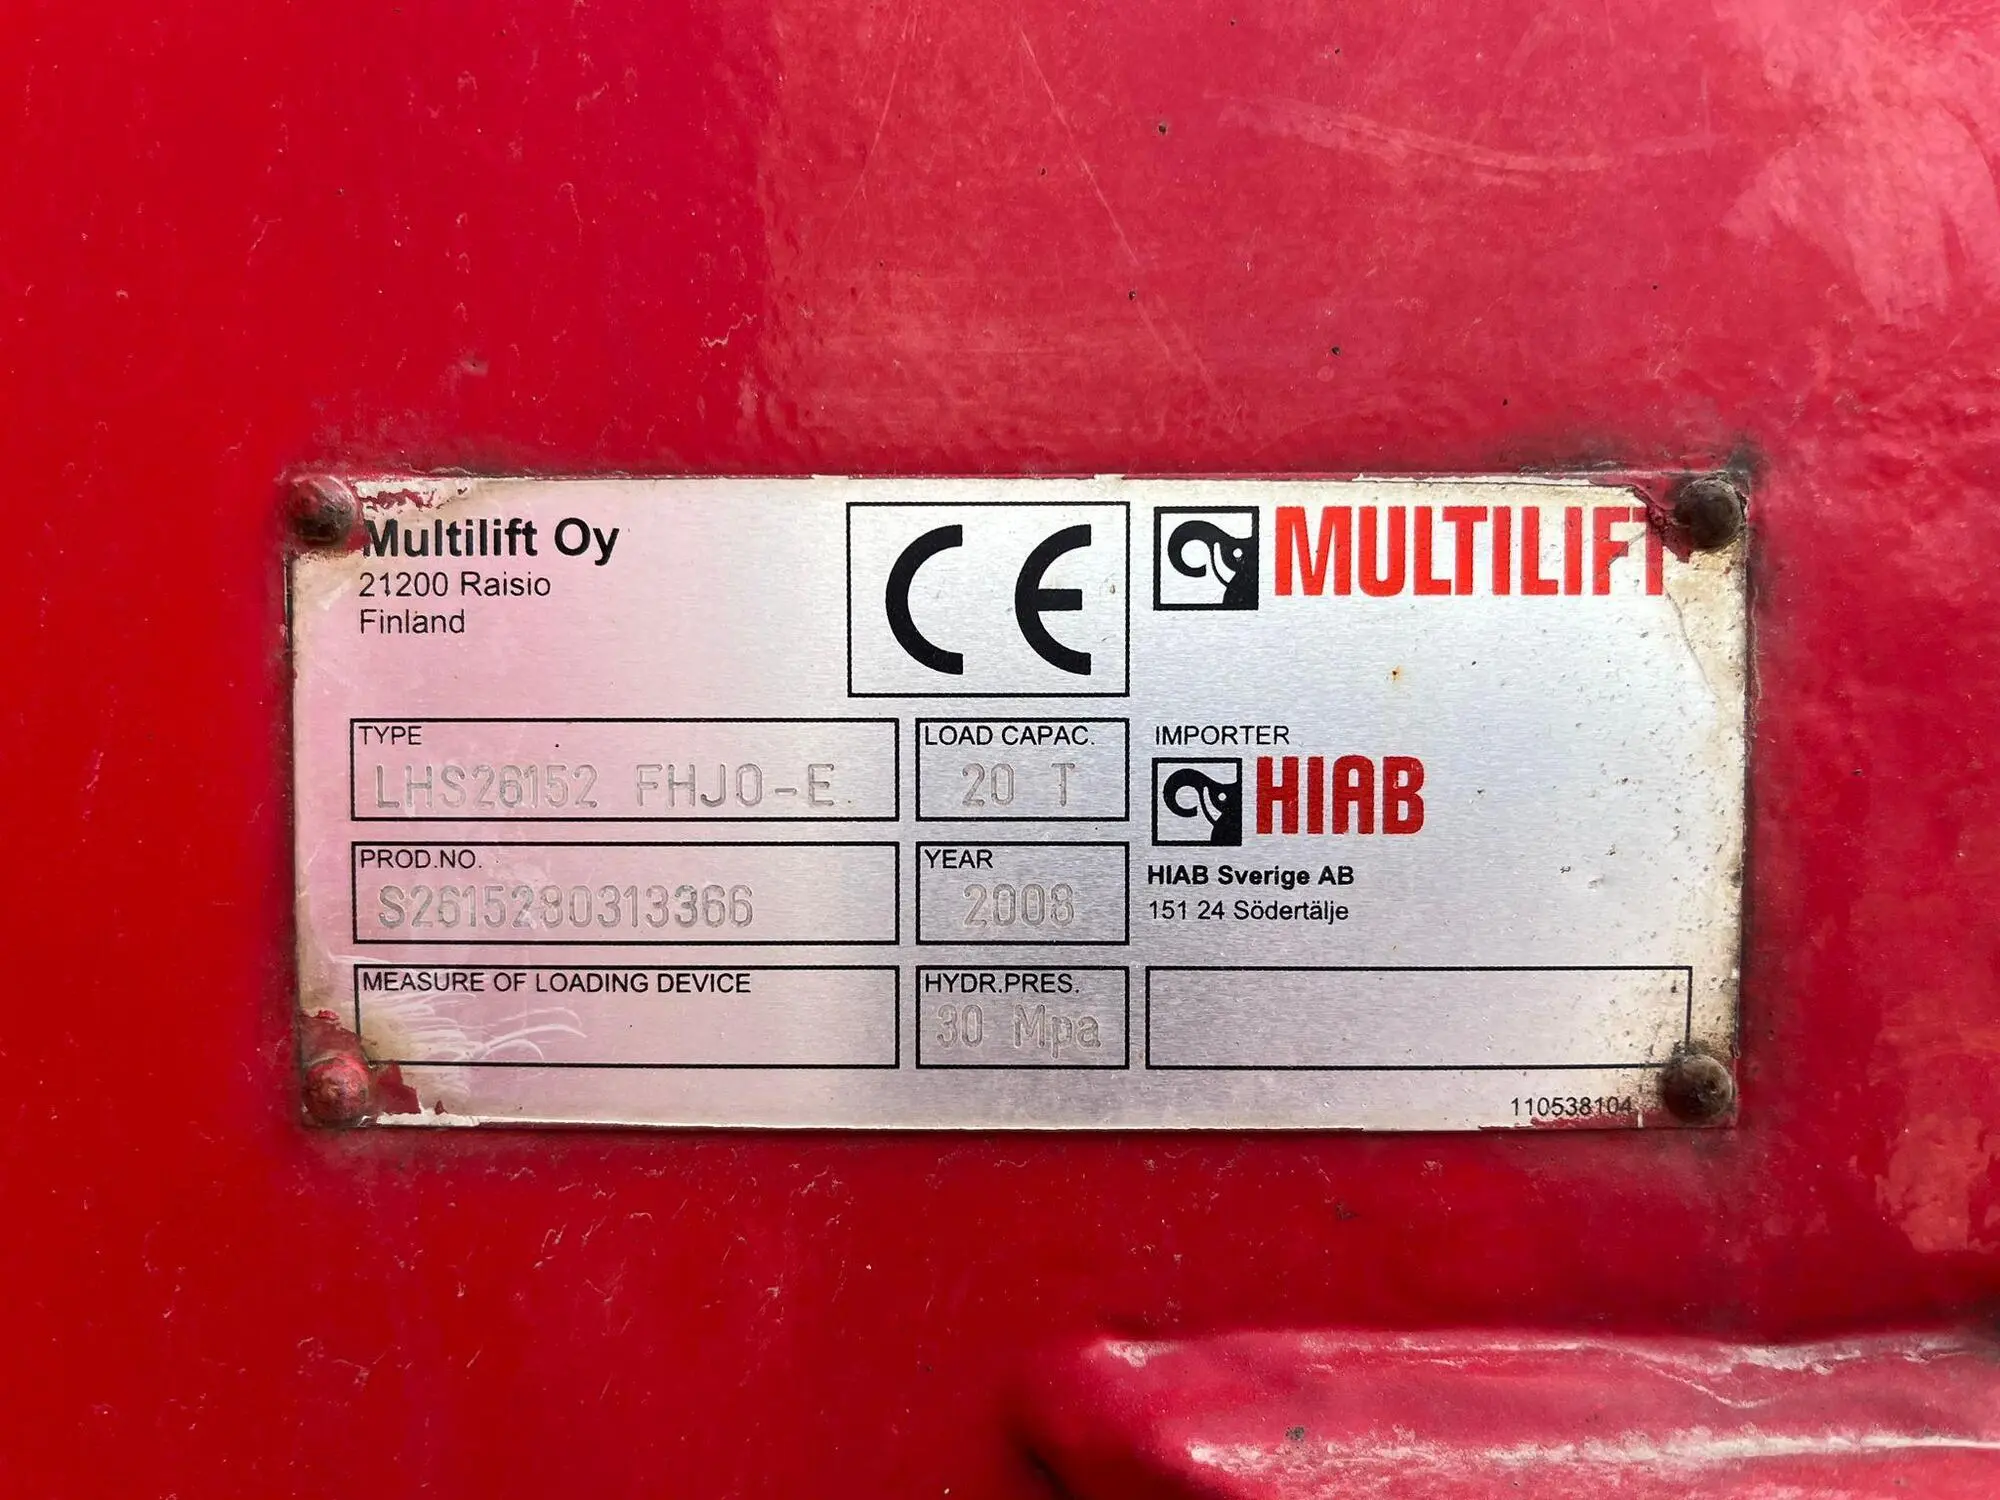 Multilift Oy
21200 Raisio
Finland
CE
MULTILIFT
TYPE
LHS26152 FHJO-E
LOAD CAPAC.
20 T
IMPORTER
HIAB
HIAB Sverige AB
151 24 Södertälje
PROD.NO.
S2615280313366
YEAR
2008
MEASURE OF LOADING DEVICE
HYDR.PRES.
30 Mpa
110538104